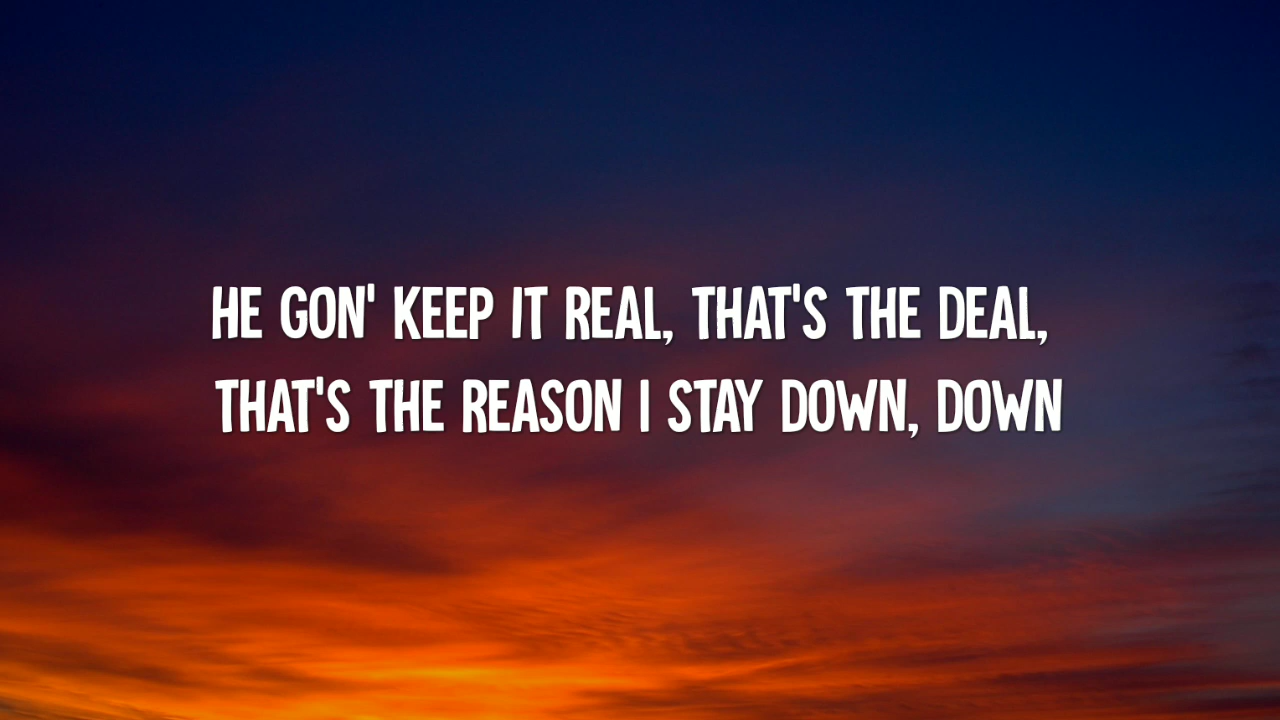 HE GON' KEEP IT REAL, THAT'S THE DEAL,
THAT'S THE REASON I STAY DOWN, DOWN